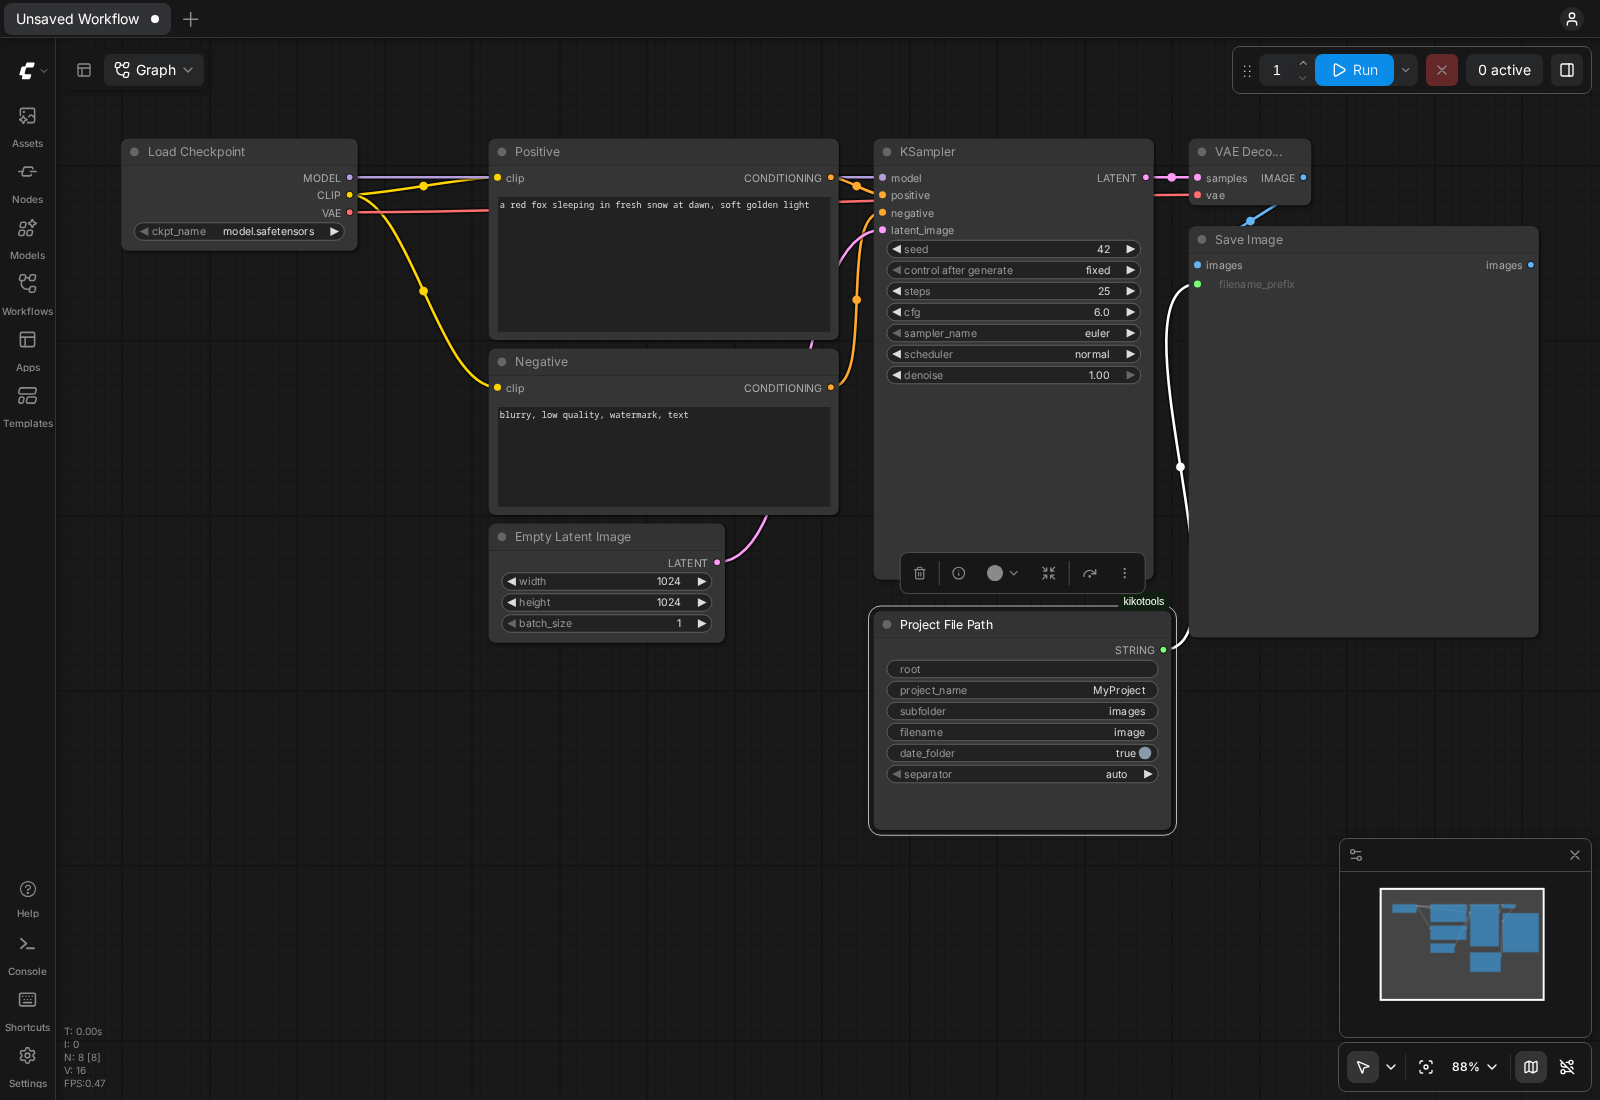 Unsaved Workflow
Graph
1
Run
0 active
Assets
Nodes
Models
Workflows
Apps
Templates
Help
Console
Shortcuts
Settings
Load Checkpoint
MODEL
CLIP
VAE
ckpt_name model.safetensors
Positive
clip CONDITIONING
a red fox sleeping in fresh snow at dawn, soft golden light
Negative
clip CONDITIONING
blurry, low quality, watermark, text
Empty Latent Image
LATENT
width 1024
height 1024
batch_size 1
KSampler
model LATENT
positive
negative
latent_image
seed 42
control after generate fixed
steps 25
cfg 6.0
sampler_name euler
scheduler normal
denoise 1.00
kikotools
Project File Path
STRING
root
project_name MyProject
subfolder images
filename image
date_folder true
separator auto
VAE Deco...
samples IMAGE
vae
Save Image
images images
filename_prefix
T: 0.00s
I: 0
N: 8 [8]
V: 16
FPS:0.47
88%